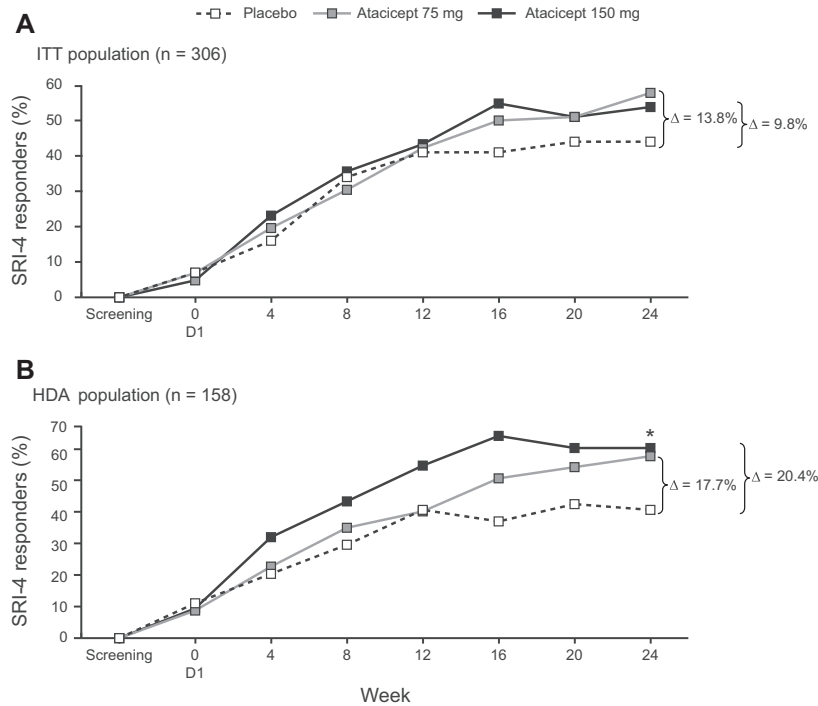 Placebo Atacicept 75 mg Atacicept 150 mg
A
ITT population (n = 306)
SRI-4 responders (%)
60
50
40
30
20
10
0
Δ = 13.8%
Δ = 9.8%
Screening 0 4 8 12 16 20 24
D1
B
HDA population (n = 158)
SRI-4 responders (%)
70
60
50
40
30
20
10
0
*
Δ = 17.7%
Δ = 20.4%
Screening 0 4 8 12 16 20 24
D1
Week